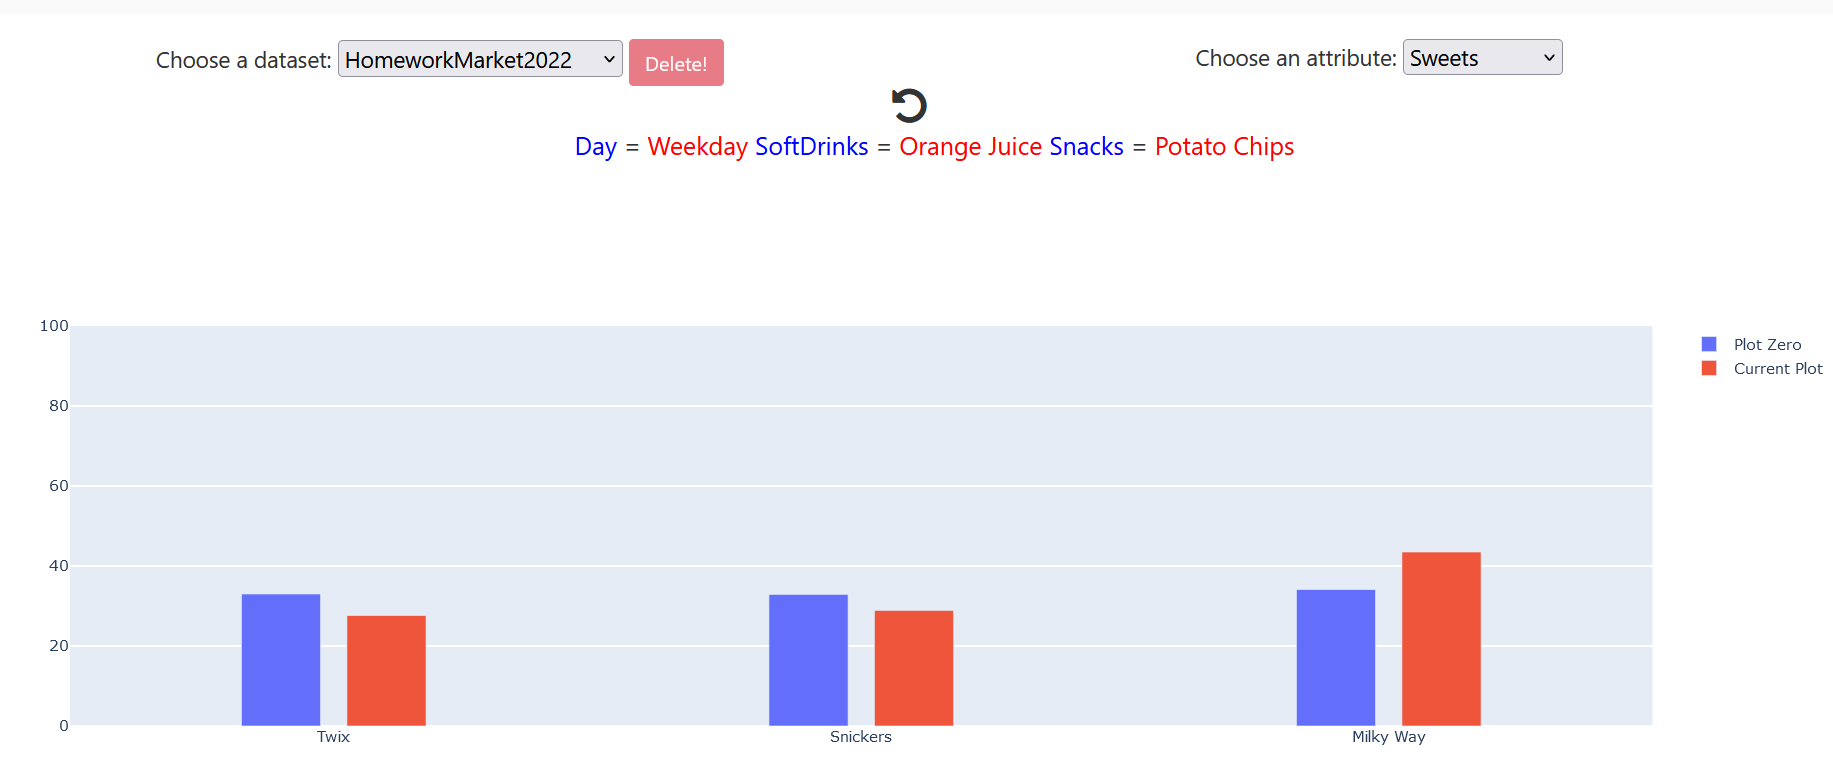 Choose a dataset: HomeworkMarket2022 Delete! Choose an attribute: Sweets
Day = Weekday SoftDrinks = Orange Juice Snacks = Potato Chips
100
80
60
40
20
0
Twix Snickers Milky Way
Plot Zero
Current Plot